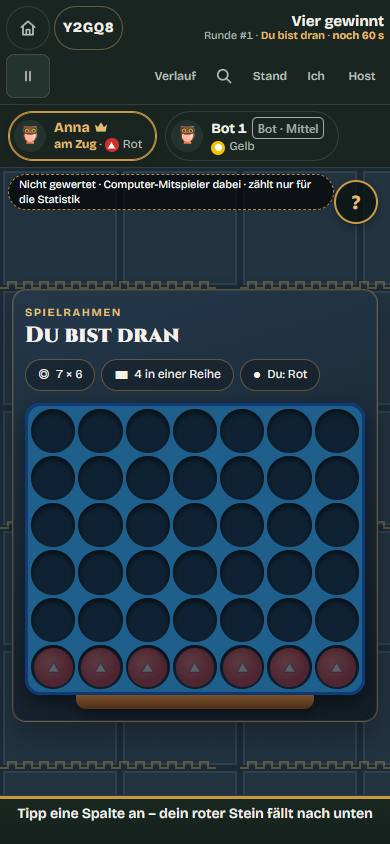 Y2GQ8
Vier gewinnt
Runde #1 · Du bist dran · noch 60 s
Verlauf
Stand
Ich
Host
Anna
am Zug · Rot
Bot 1
Bot · Mittel
Gelb
Nicht gewertet · Computer-Mitspieler dabei · zählt nur für
die Statistik
?
SPIELRAHMEN
DU BIST DRAN
7 × 6
4 in einer Reihe
Du: Rot
Tipp eine Spalte an – dein roter Stein fällt nach unten